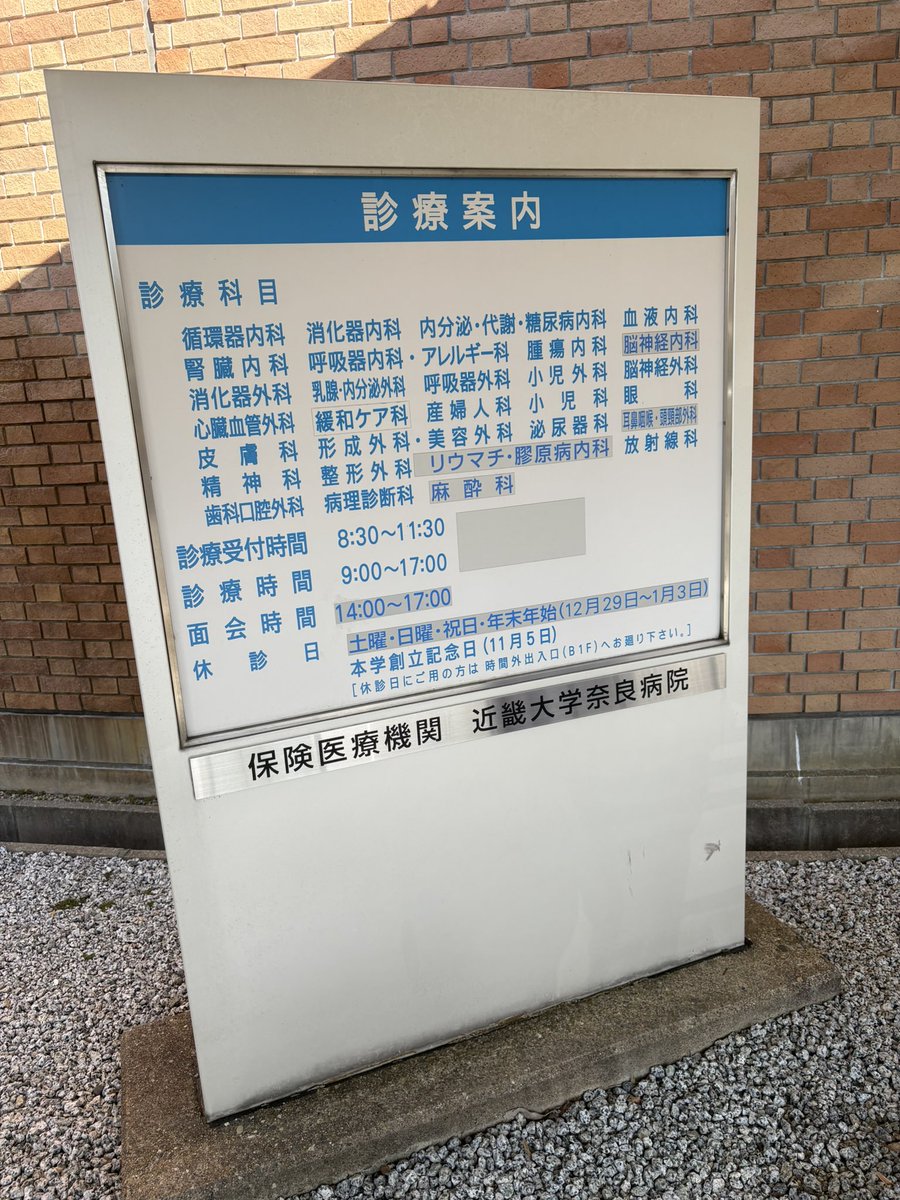 診療案内
診療科目
循環器内科 消化器内科 内分泌・代謝・糖尿病内科 血液内科
腎臓内科 呼吸器内科・アレルギー科 腫瘍内科 脳神経内科
消化器外科 乳腺・内分泌外科 呼吸器外科 小児外科 脳神経外科
心臓血管外科 緩和ケア科 産婦人科 小児科 眼科
皮膚科 形成外科・美容外科 泌尿器科 耳鼻咽喉・頭頸部外科
精神科 整形外科 リウマチ・膠原病内科 放射線科
歯科口腔外科 病理診断科 麻酔科
診療受付時間 8:30〜11:30
診療時間 9:00〜17:00
面会時間 14:00〜17:00
休診日 土曜・日曜・祝日・年末年始(12月29日〜1月3日)
本学創立記念日(11月5日)
[休診日にご用の方は 時間外出入口(B1F)へお廻り下さい。]
保険医療機関 近畿大学奈良病院